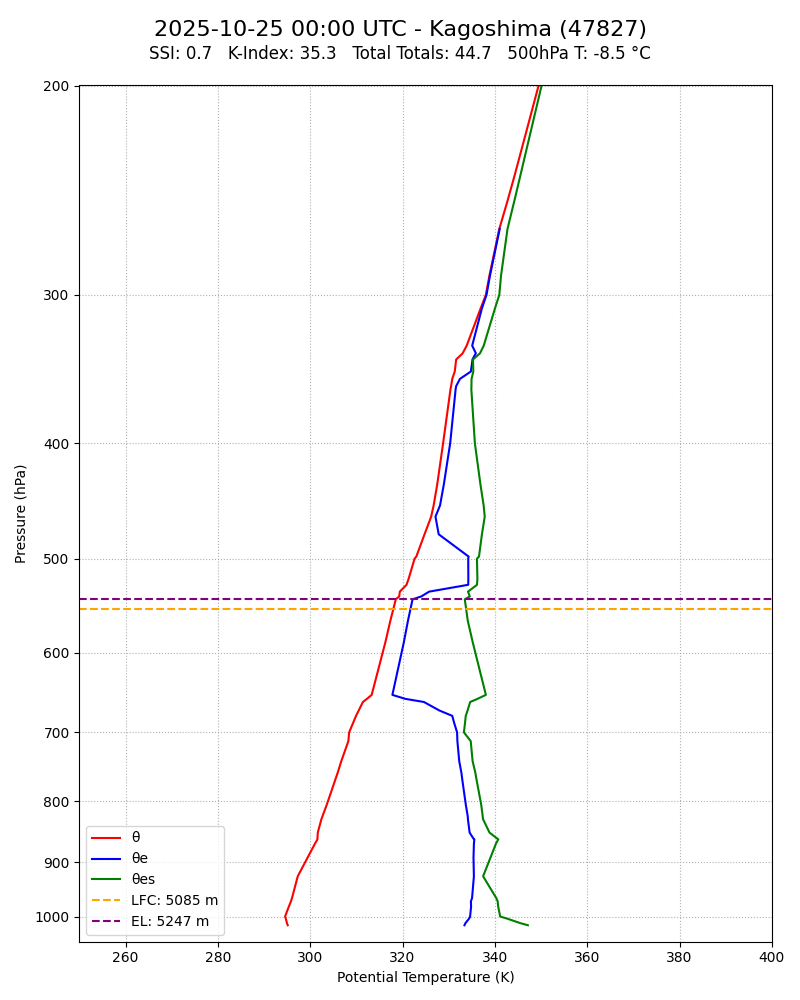 2025-10-25 00:00 UTC - Kagoshima (47827)
SSI: 0.7   K-Index: 35.3   Total Totals: 44.7   500hPa T: -8.5 °C
200
300
400
500
600
700
800
900
1000
Pressure (hPa)
θ
θe
θes
LFC: 5085 m
EL: 5247 m
260
280
300
320
340
360
380
400
Potential Temperature (K)